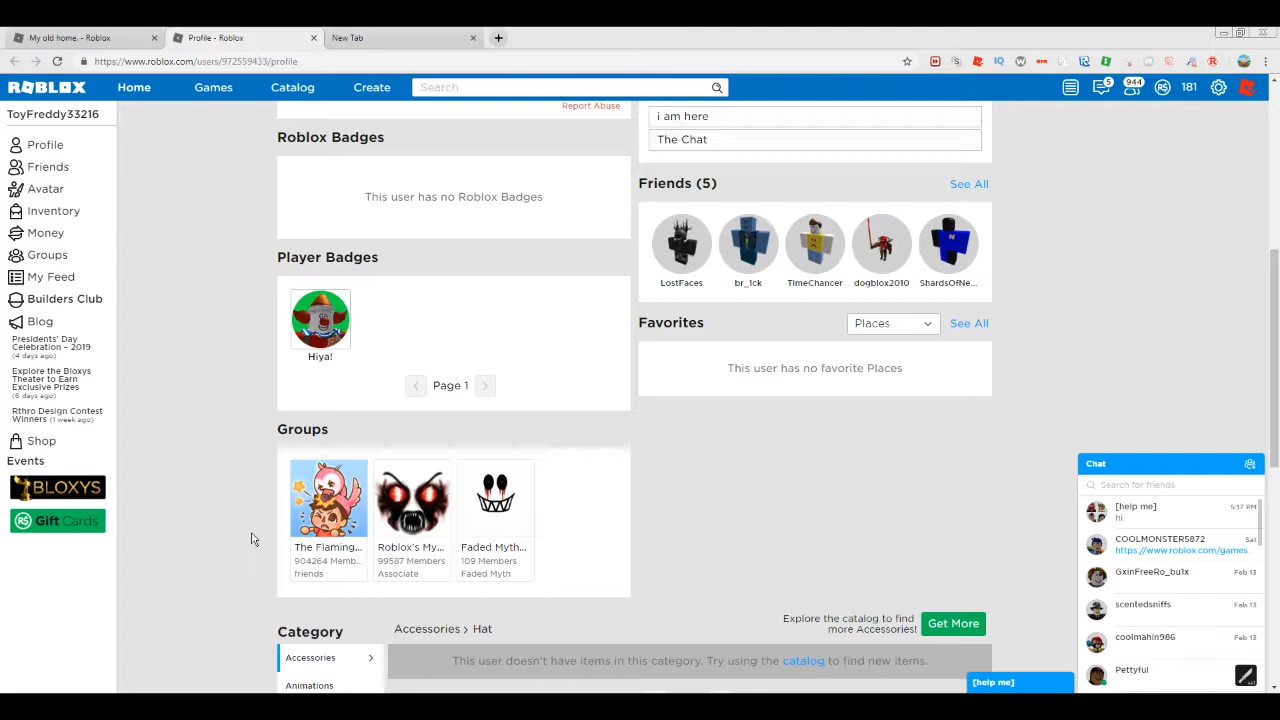 My old home. - Roblox
Profile - Roblox
New Tab
https://www.roblox.com/users/972559433/profile
ROBLOX
Home
Games
Catalog
Create
Search
5
944
181
ToyFreddy33216
Profile
Friends
Avatar
Inventory
Money
Groups
My Feed
Builders Club
Blog
Presidents' Day
Celebration – 2019
(4 days ago)
Explore the Bloxys
Theater to Earn
Exclusive Prizes
(6 days ago)
Rthro Design Contest
Winners (1 week ago)
Shop
Events
BLOXYS
Gift Cards
Report Abuse
Roblox Badges
This user has no Roblox Badges
Player Badges
Hiya!
Page 1
Groups
The Flaming...
904264 Memb...
friends
Roblox's My...
99587 Members
Associate
Faded Myth...
109 Members
Faded Myth
i am here
The Chat
Friends (5)
See All
LostFaces
br_1ck
TimeChancer
dogblox2010
ShardsOfNe...
Favorites
Places
See All
This user has no favorite Places
Category
Accessories
Animations
Accessories > Hat
Explore the catalog to find
more Accessories!
Get More
This user doesn't have items in this category. Try using the catalog to find new items.
Chat
Search for friends
[help me]
5:17 PM
hi
COOLMONSTER5872
Sat
https://www.roblox.com/games...
GxinFreeRo_bu1x
Feb 13
scentedsniffs
Feb 13
coolmahin986
Feb 13
Pettyful
[help me]